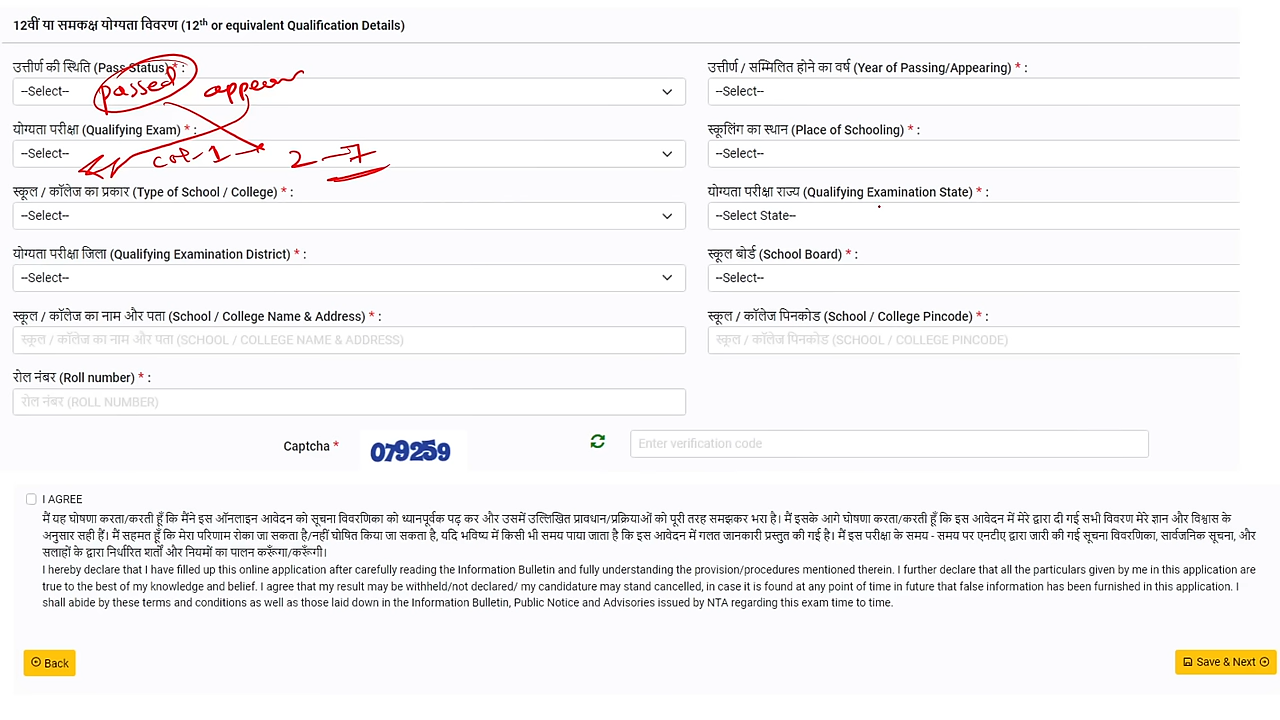 12वीं या समकक्ष योग्यता विवरण (12th or equivalent Qualification Details)
उत्तीर्ण की स्थिति (Pass Status) * :
उत्तीर्ण / सम्मिलित होने का वर्ष (Year of Passing/Appearing) * :
--Select--
passed
appear
--Select--
योग्यता परीक्षा (Qualifying Exam) * :
स्कूलिंग का स्थान (Place of Schooling) * :
--Select--
2 - 7
--Select--
स्कूल / कॉलेज का प्रकार (Type of School / College) * :
योग्यता परीक्षा राज्य (Qualifying Examination State) * :
--Select--
--Select State--
योग्यता परीक्षा जिला (Qualifying Examination District) * :
स्कूल बोर्ड (School Board) * :
--Select--
--Select--
स्कूल / कॉलेज का नाम और पता (School / College Name & Address) * :
स्कूल / कॉलेज पिनकोड (School / College Pincode) * :
स्कूल / कॉलेज का नाम और पता (SCHOOL / COLLEGE NAME & ADDRESS)
स्कूल / कॉलेज पिनकोड (SCHOOL / COLLEGE PINCODE)
रोल नंबर (Roll number) * :
रोल नंबर (ROLL NUMBER)
Captcha *
079259
Enter verification code
I AGREE
मैं यह घोषणा करता/करती हूँ कि मैंने इस ऑनलाइन आवेदन को सूचना विवरणिका को ध्यानपूर्वक पढ़ कर और उसमें उल्लिखित प्रावधान/प्रक्रियाओं को पूरी तरह समझकर भरा है। मैं इसके आगे घोषणा करता/करती हूँ कि इस आवेदन में मेरे द्वारा दी गई सभी विवरण मेरे ज्ञान और विश्वास के
अनुसार सही हैं। मैं सहमत हूँ कि मेरा परिणाम रोका जा सकता है/नहीं घोषित किया जा सकता है, यदि भविष्य में किसी भी समय पाया जाता है कि इस आवेदन में गलत जानकारी प्रस्तुत की गई है। मैं इस परीक्षा के समय - समय पर एनटीए द्वारा जारी की गई सूचना विवरणिका, सार्वजनिक सूचना, और
सलाहों के द्वारा निर्धारित शर्तों और नियमों का पालन करूँगा/करूँगी।
I hereby declare that I have filled up this online application after carefully reading the Information Bulletin and fully understanding the provision/procedures mentioned therein. I further declare that all the particulars given by me in this application are
true to the best of my knowledge and belief. I agree that my result may be withheld/not declared/ my candidature may stand cancelled, in case it is found at any point of time in future that false information has been furnished in this application. I
shall abide by these terms and conditions as well as those laid down in the Information Bulletin, Public Notice and Advisories issued by NTA regarding this exam time to time.
Back
Save & Next